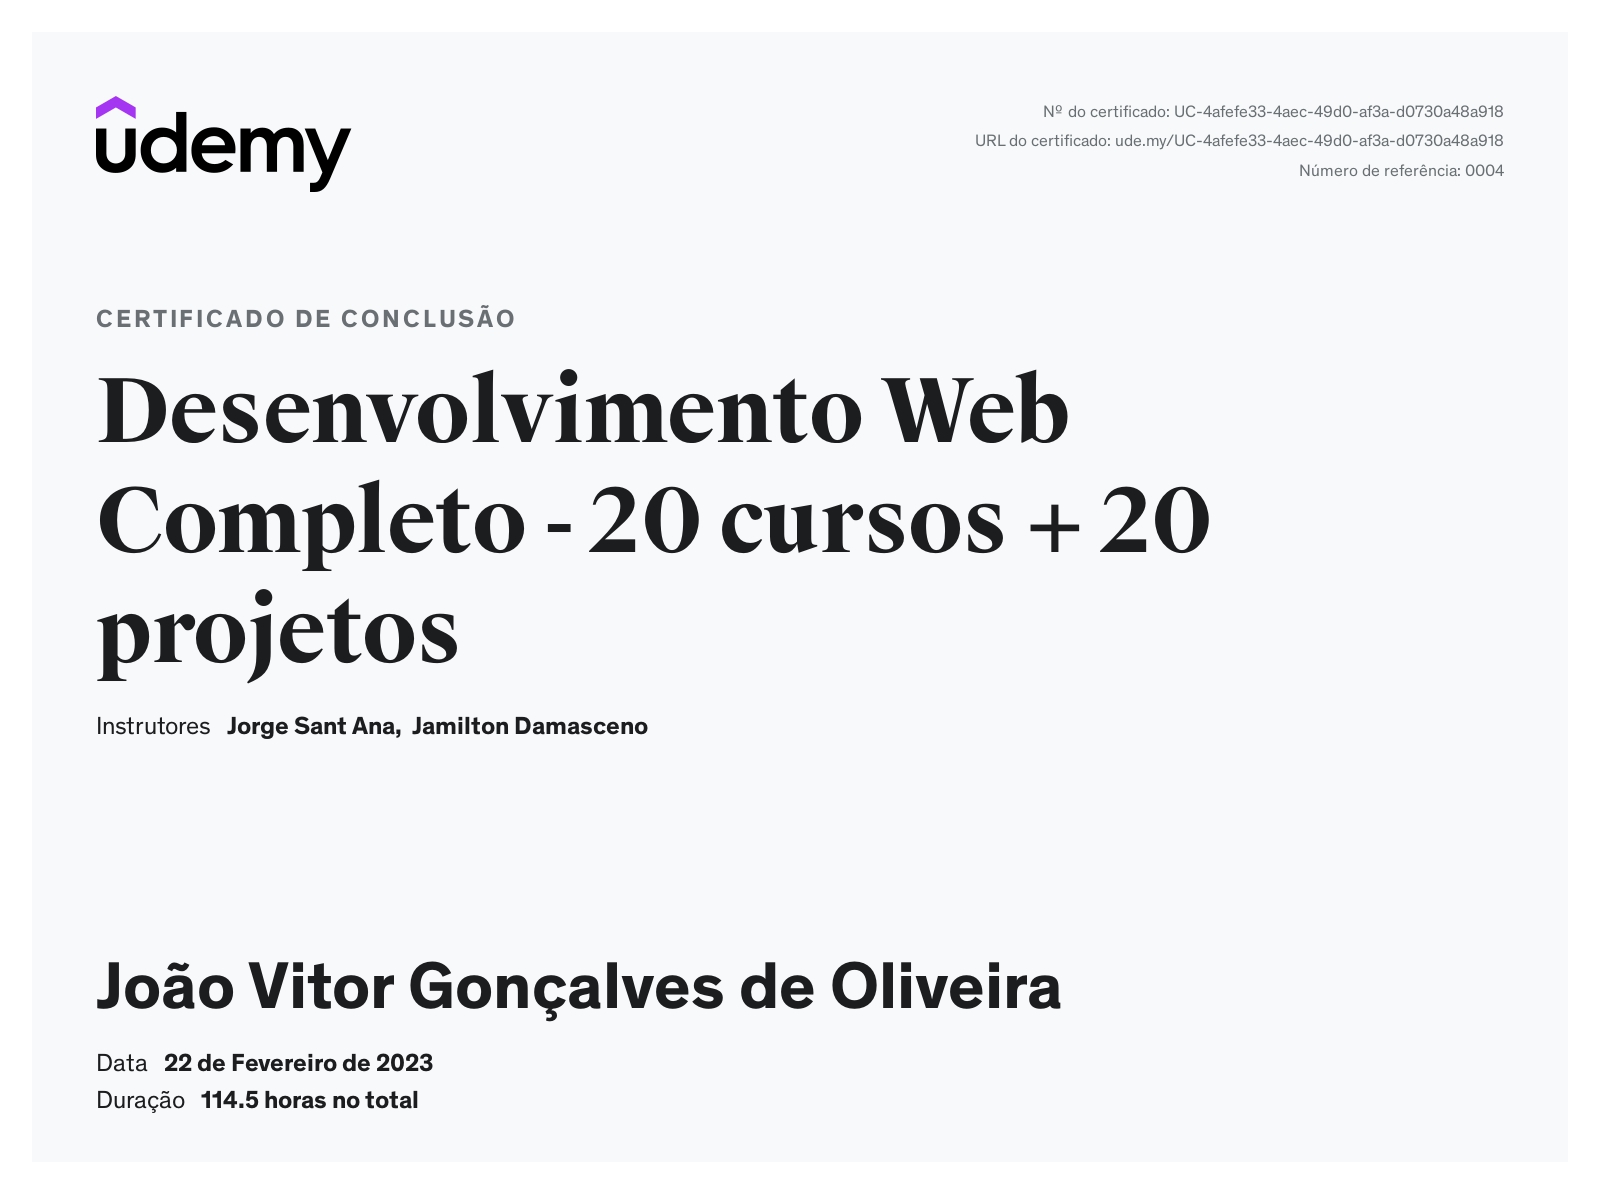 udemy
Nº do certificado: UC-4afefe33-4aec-49d0-af3a-d0730a48a918
URL do certificado: ude.my/UC-4afefe33-4aec-49d0-af3a-d0730a48a918
Número de referência: 0004
CERTIFICADO DE CONCLUSÃO
Desenvolvimento Web
Completo - 20 cursos + 20
projetos
Instrutores Jorge Sant Ana, Jamilton Damasceno
João Vitor Gonçalves de Oliveira
Data 22 de Fevereiro de 2023
Duração 114.5 horas no total